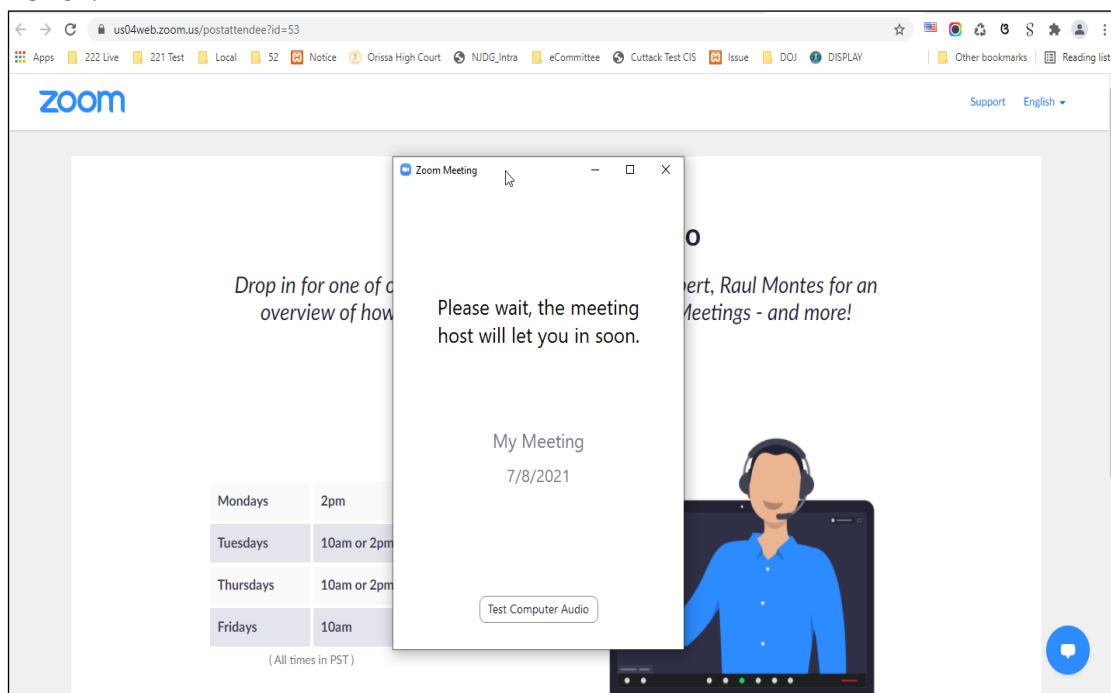 us04web.zoom.us/postattendee?id=53
Apps 222 Live 221 Test Local 52 Notice Orissa High Court NJDG_Intra eCommittee Cuttack Test CIS Issue DOJ DISPLAY Other bookmarks Reading list
zoom Support English
Zoom Meeting
o
Drop in for one of o
pert, Raul Montes for an
overview of how
Meetings - and more!
Please wait, the meeting
host will let you in soon.
My Meeting
7/8/2021
Mondays 2pm
Tuesdays 10am or 2pm
Thursdays 10am or 2pm
Fridays 10am
Test Computer Audio
( All times in PST )